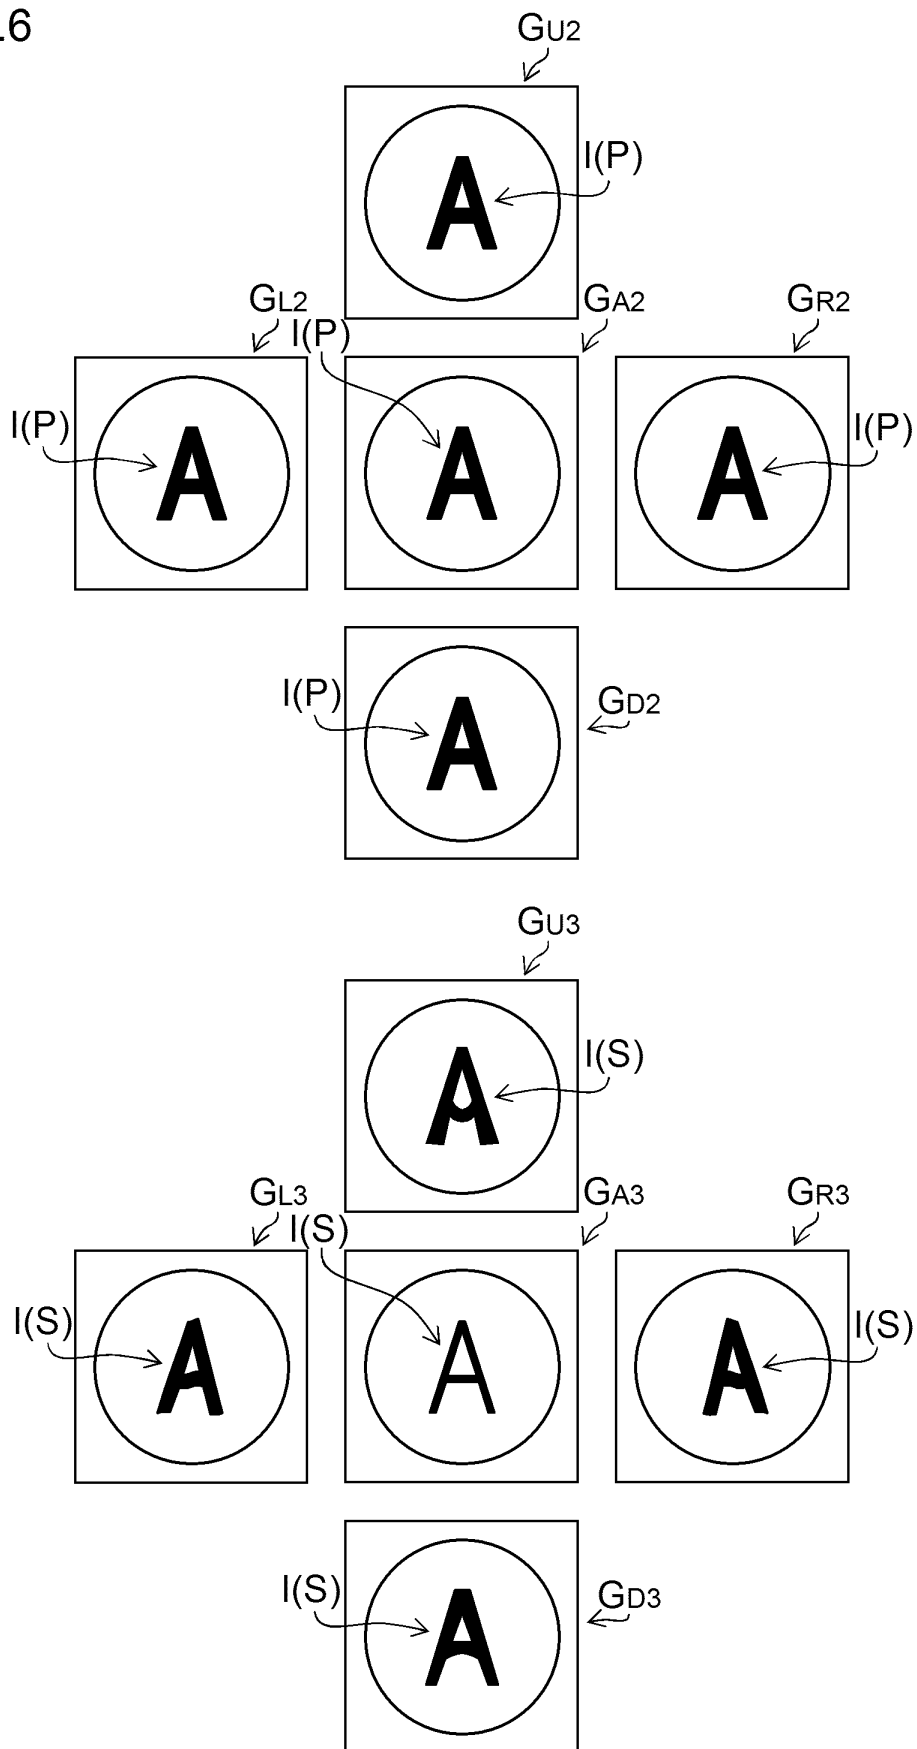 .6
GU2
A
I(P)
GL2
I(P)
GA2
GR2
I(P)
A
A
A
I(P)
I(P)
A
GD2
GU3
A
I(S)
GL3
I(S)
GA3
GR3
I(S)
A
A
A
I(S)
I(S)
A
GD3